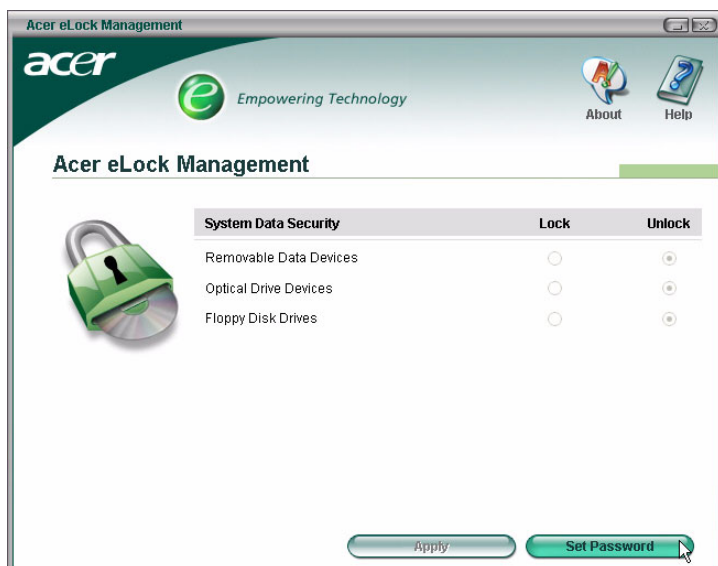 Acer eLock Management
acer
e Empowering Technology
About Help
Acer eLock Management
System Data Security Lock Unlock
Removable Data Devices
Optical Drive Devices
Floppy Disk Drives
Apply Set Password